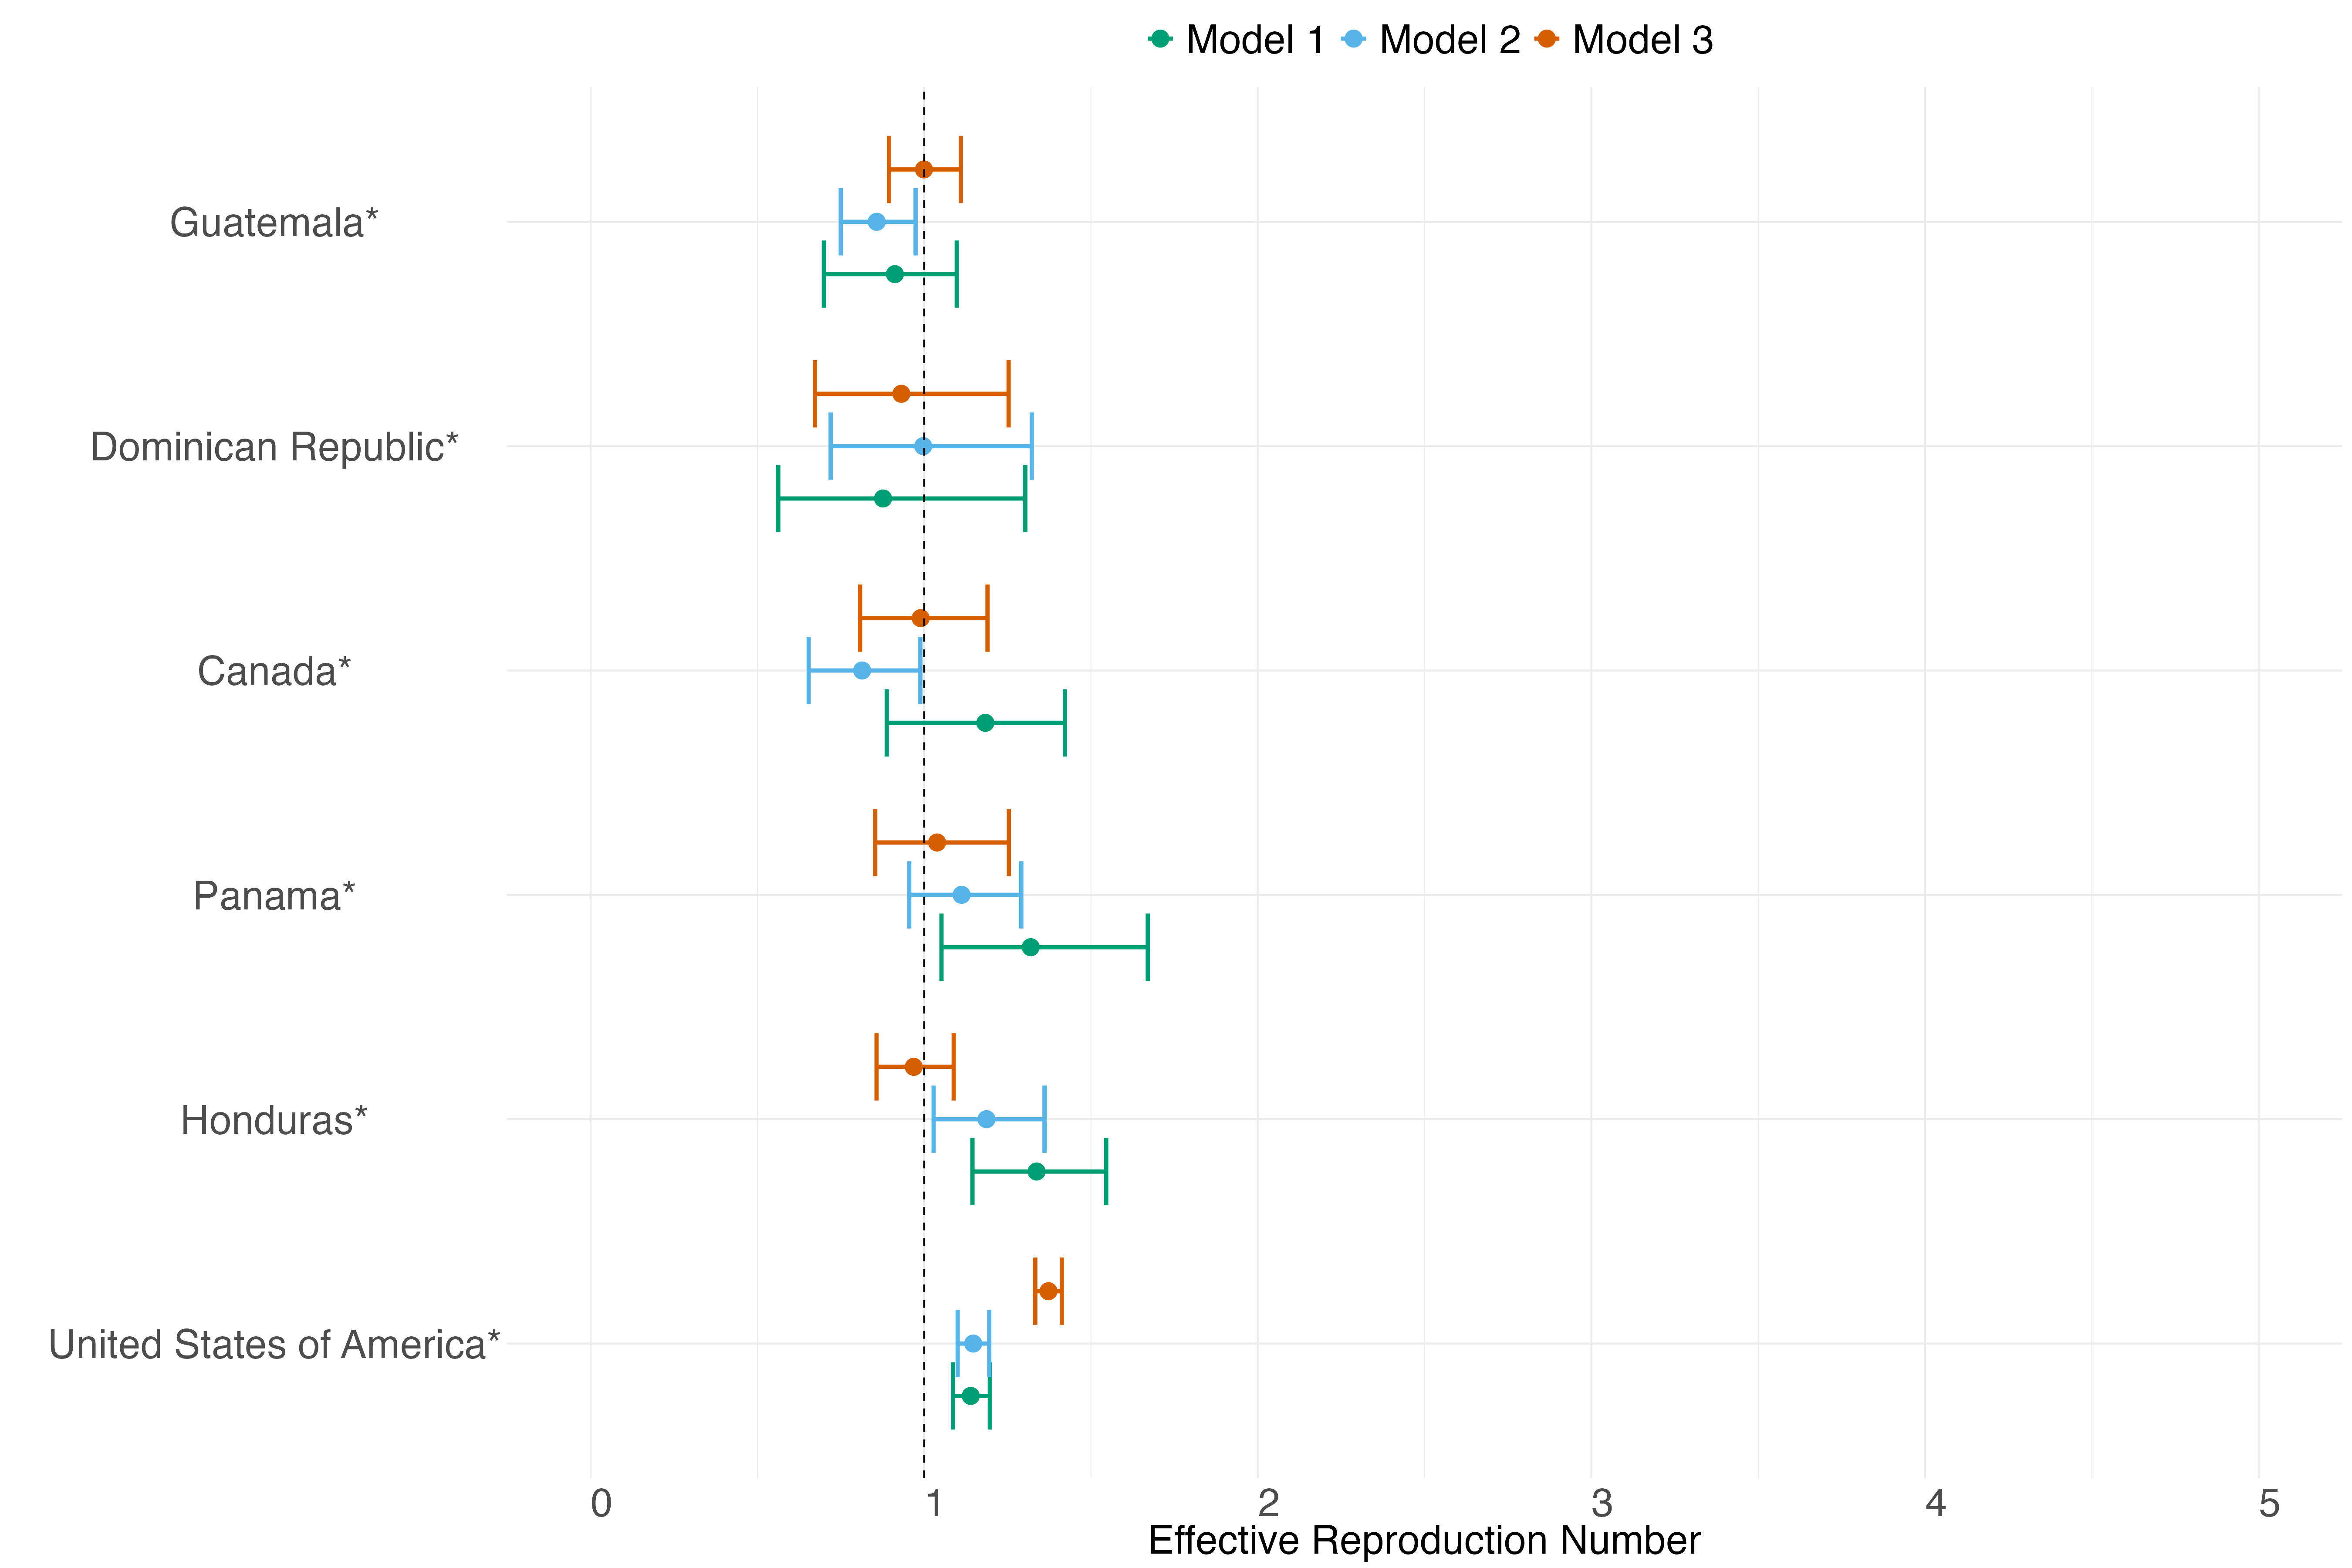 Model 1 Model 2 Model 3
Guatemala*
Dominican Republic*
Canada*
Panama*
Honduras*
United States of America*
0 1 2 3 4 5
Effective Reproduction Number